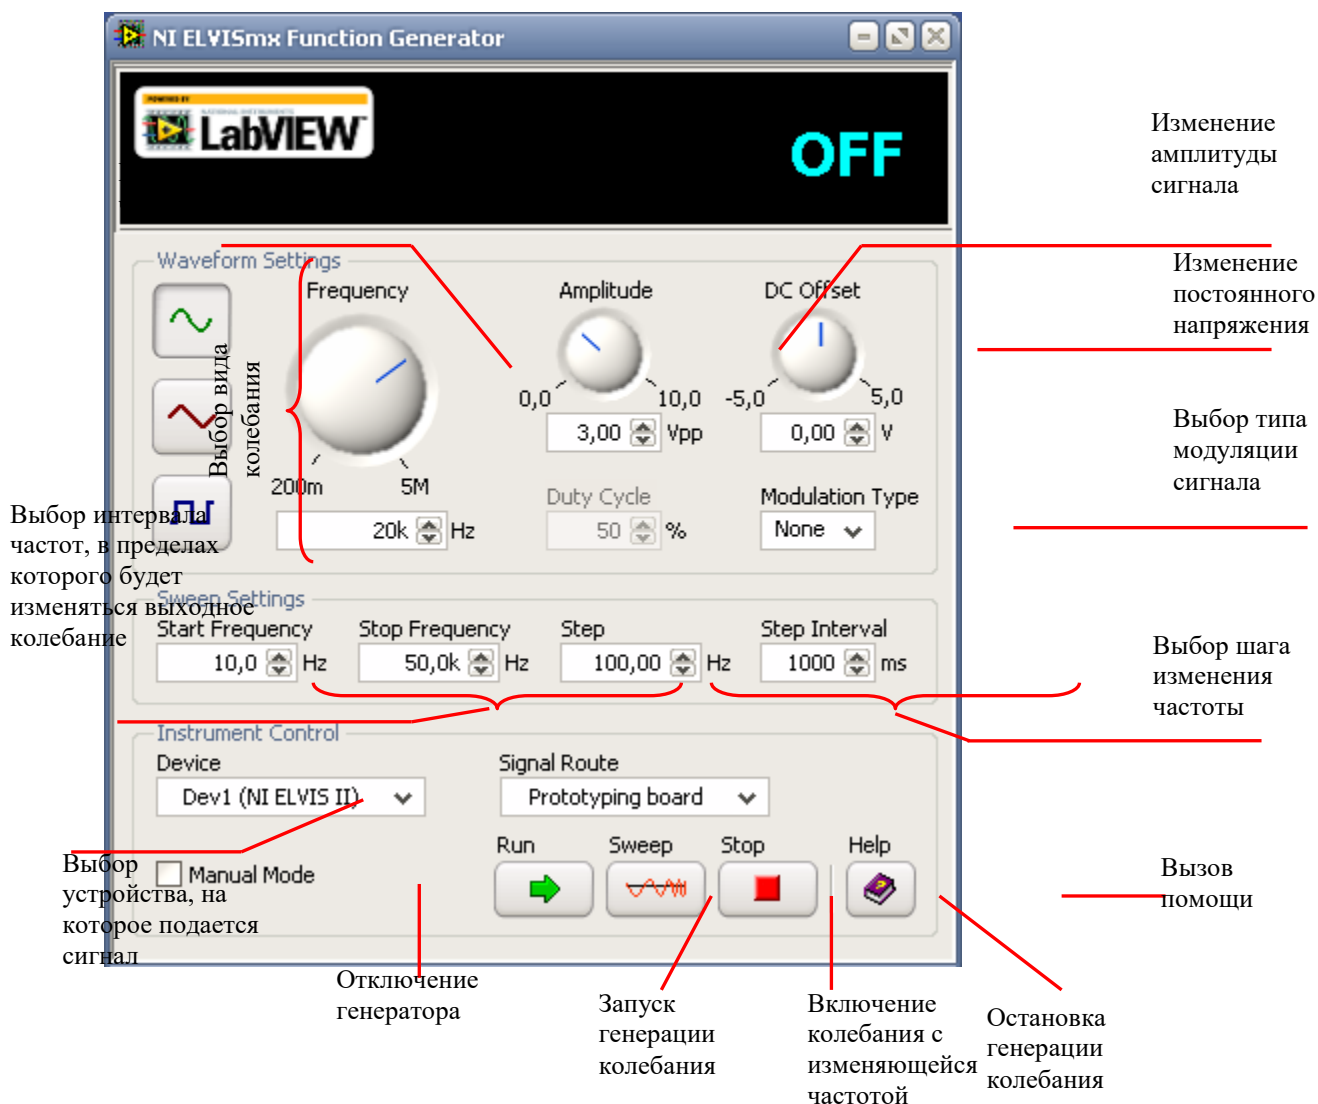 NI ELVISmx Function Generator
POWERED BY
NATIONAL INSTRUMENTS
LabVIEW™
OFF
Изменение
амплитуды
сигнала
Waveform Settings
Frequency
Amplitude
DC Offset
Изменение
постоянного
напряжения
Выбор вида
колебания
0,0
10,0
-5,0
5,0
3,00 Vpp
0,00 V
200m
5M
20k Hz
Duty Cycle
50 %
Modulation Type
None
Выбор типа
модуляции
сигнала
Выбор интервала
частот, в пределах
которого будет
изменяться выходное
колебание
Sweep Settings
Start Frequency
Stop Frequency
Step
Step Interval
10,0 Hz
50,0k Hz
100,00 Hz
1000 ms
Выбор шага
изменения
частоты
Instrument Control
Device
Signal Route
Dev1 (NI ELVIS II)
Prototyping board
Run
Sweep
Stop
Help
Manual Mode
Выбор
устройства, на
которое подается
сигнал
Вызов
помощи
Отключение
генератора
Запуск
генерации
колебания
Включение
колебания с
изменяющейся
частотой
Остановка
генерации
колебания